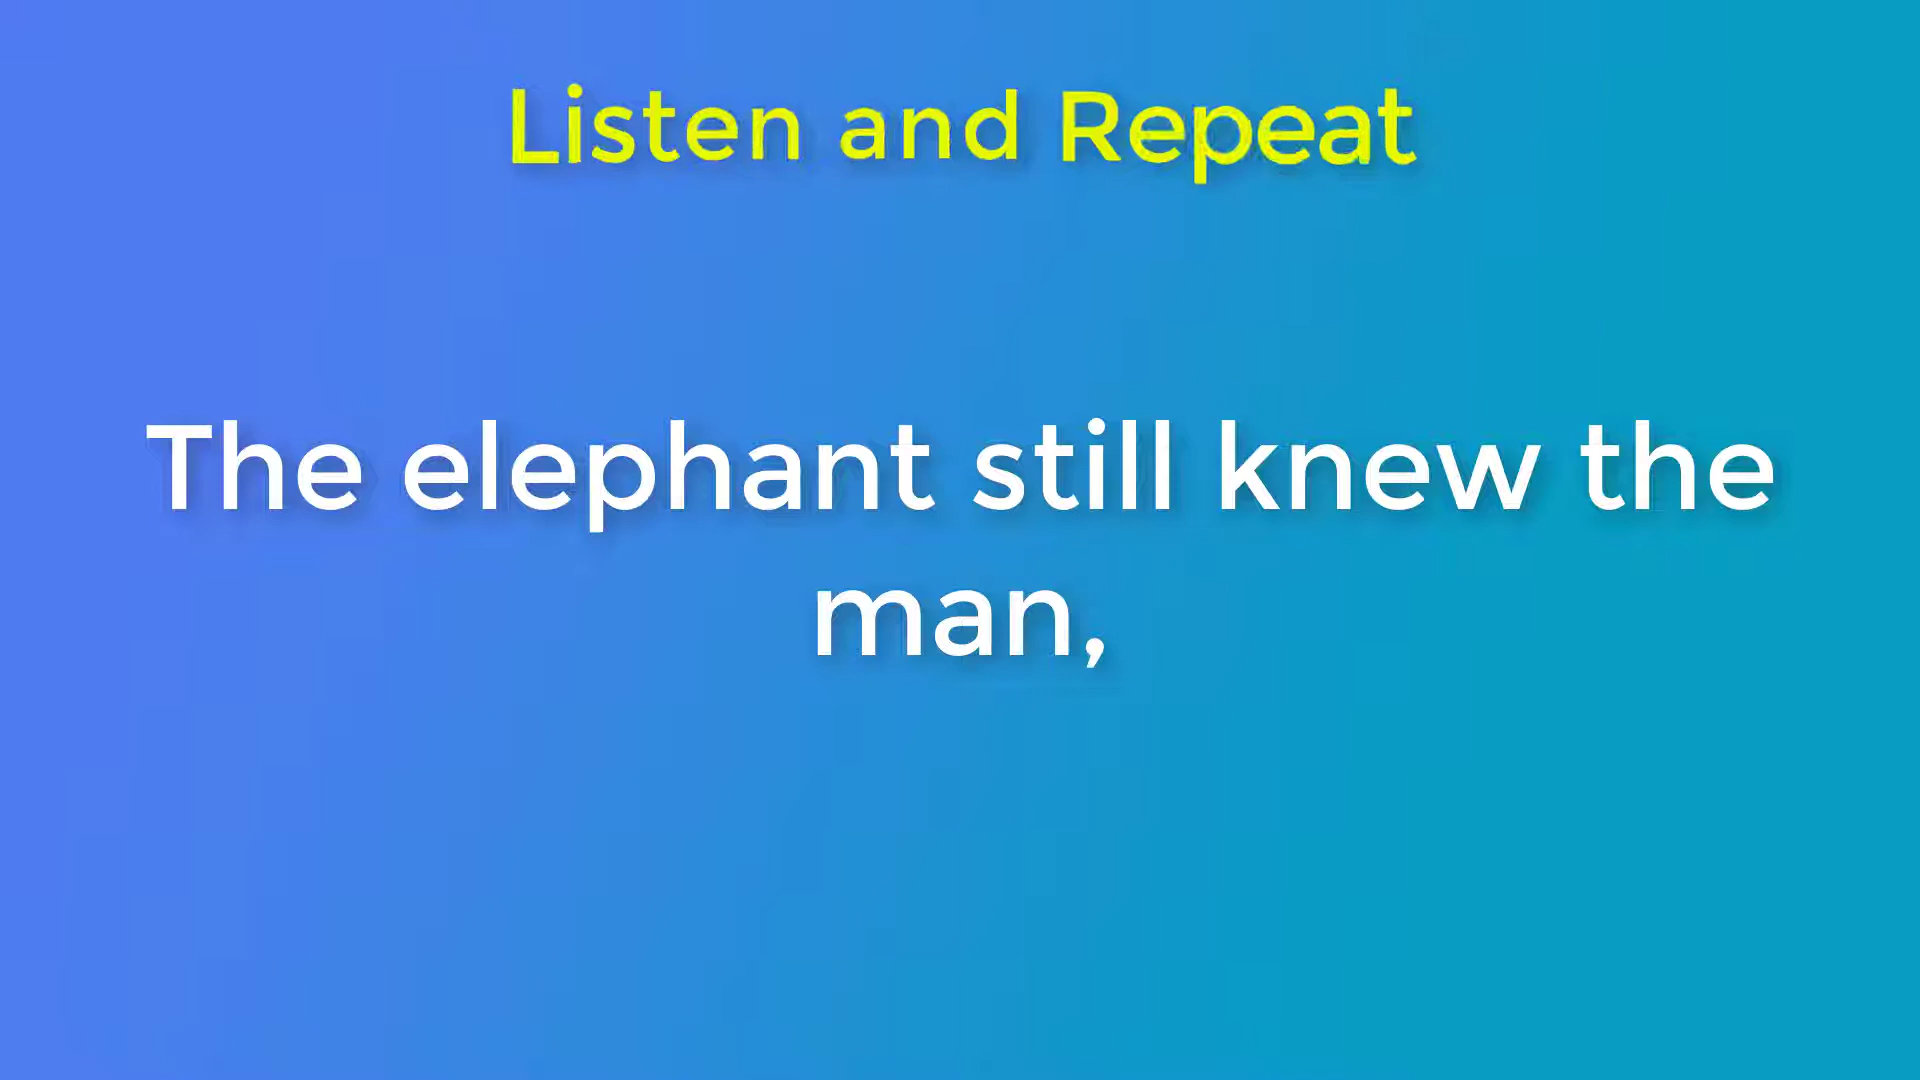 Listen and Repeat
The elephant still knew the
man,